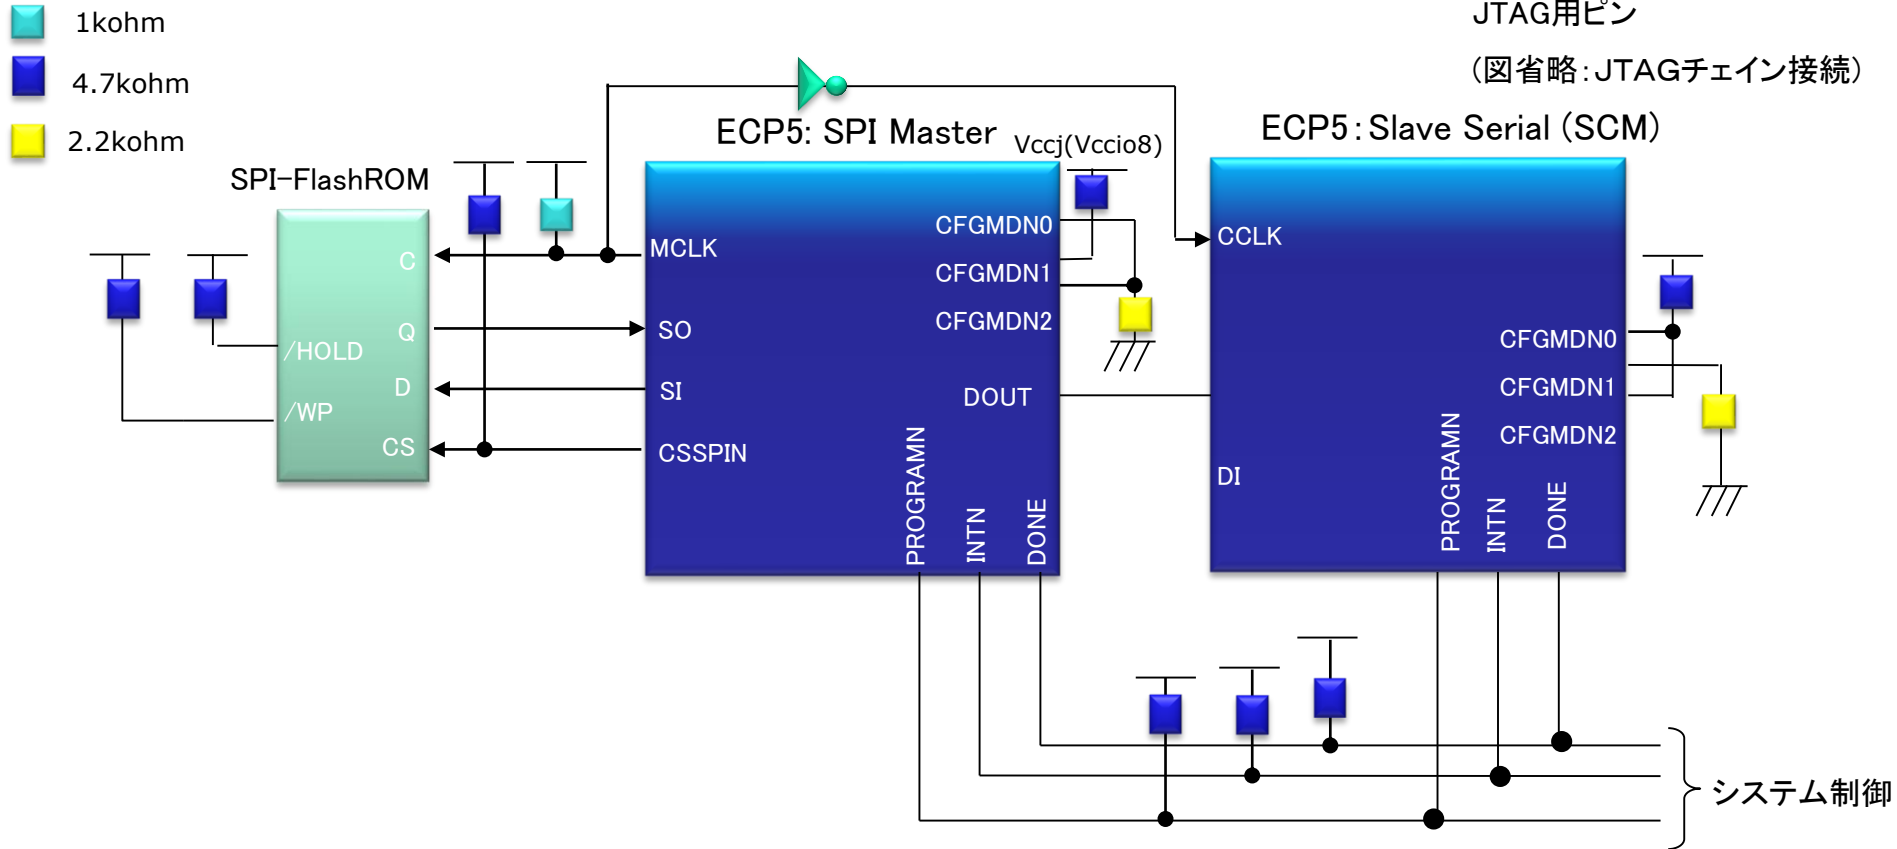 1kohm
4.7kohm
2.2kohm
JTAG用ピン
(図省略：JTAGチェイン接続)
ECP5: SPI Master
Vccj(Vccio8)
ECP5：Slave Serial (SCM)
SPI-FlashROM
C
Q
/HOLD
D
/WP
CS
MCLK
SO
SI
CSSPIN
CFGMDN0
CFGMDN1
CFGMDN2
DOUT
PROGRAMN
INTN
DONE
CCLK
DI
CFGMDN0
CFGMDN1
CFGMDN2
PROGRAMN
INTN
DONE
システム制御